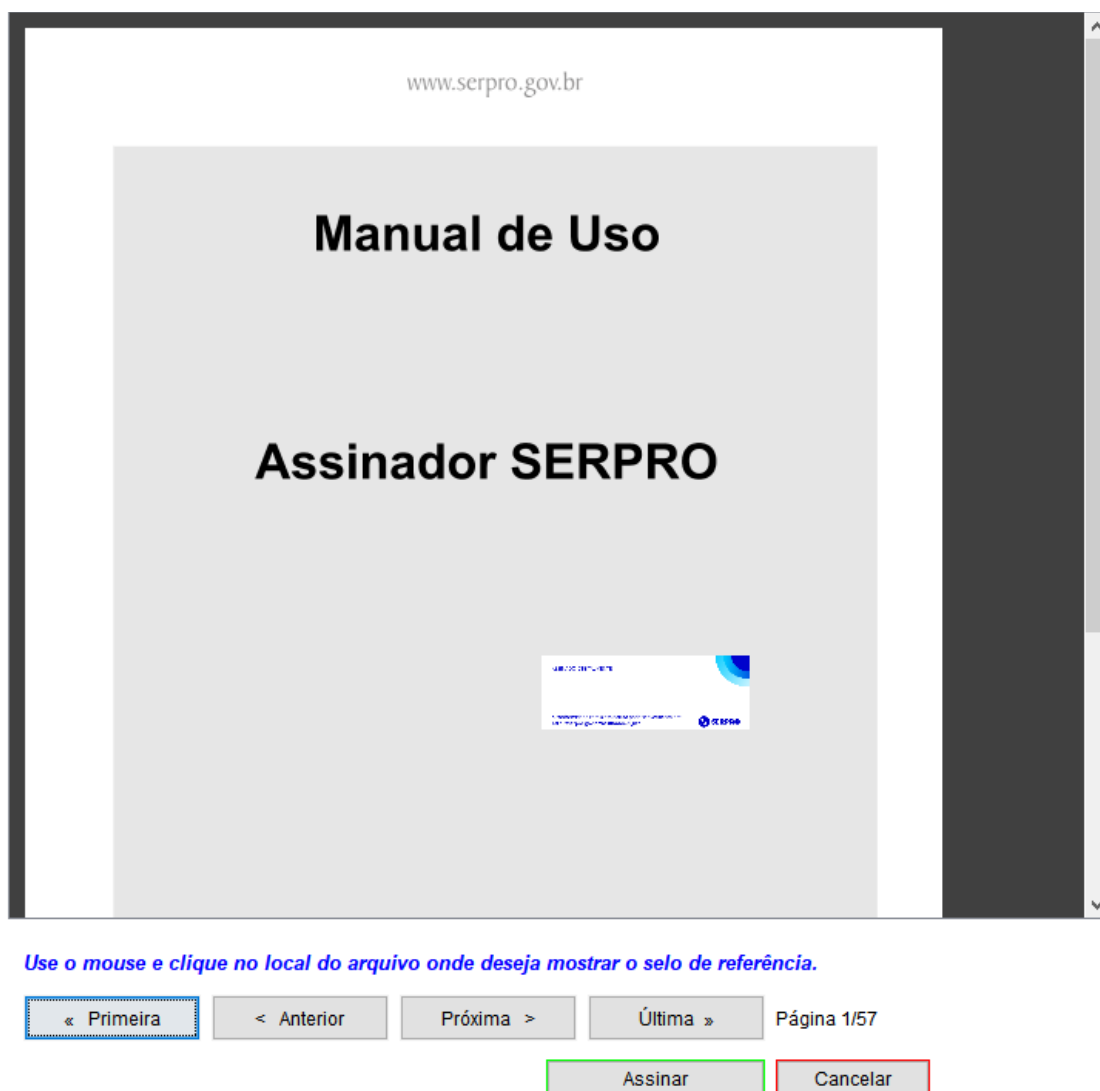 www.serpro.gov.br
Manual de Uso
Assinador SERPRO
SERPRO
Use o mouse e clique no local do arquivo onde deseja mostrar o selo de referência.
« Primeira
< Anterior
Próxima >
Última »
Página 1/57
Assinar
Cancelar